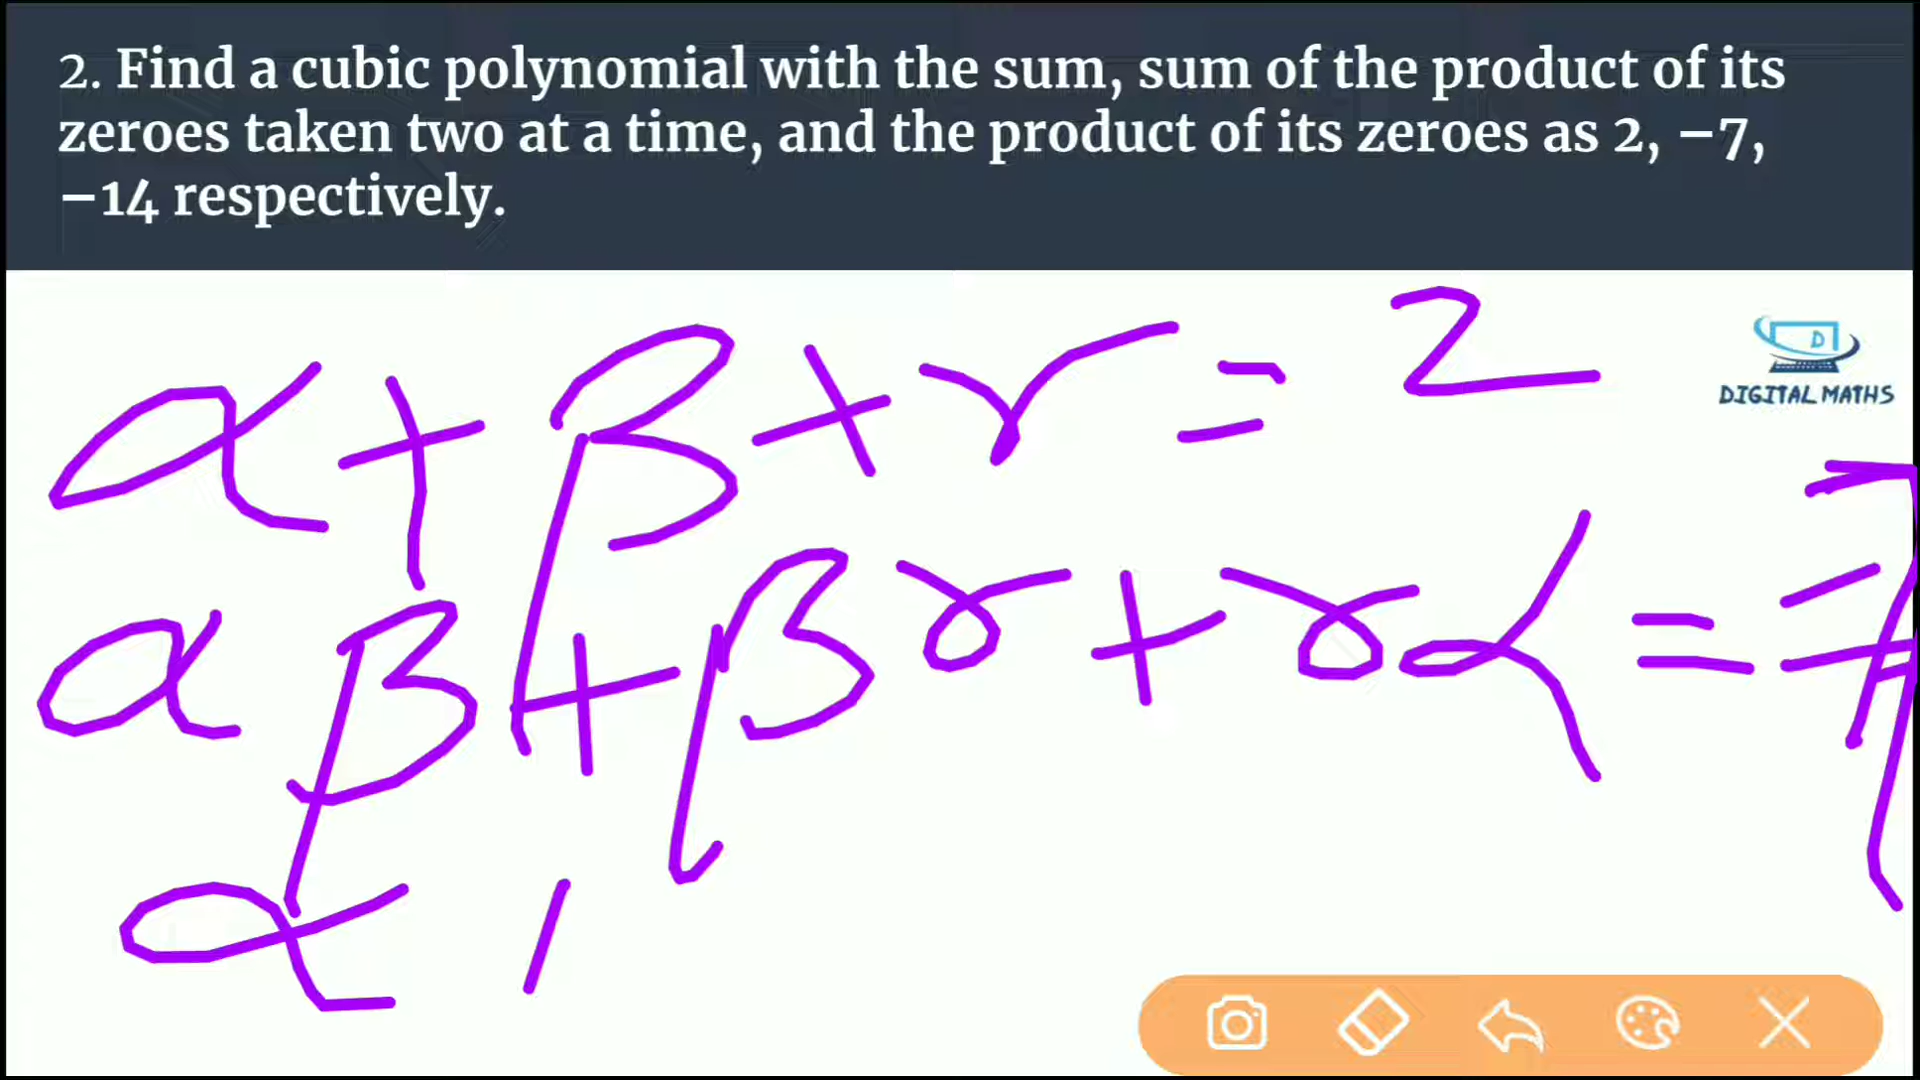 2. Find a cubic polynomial with the sum, sum of the product of its
zeroes taken two at a time, and the product of its zeroes as 2, –7,
–14 respectively.
α + β + r = 2
D
DIGITAL MATHS
αβ + βγ + γα =
α